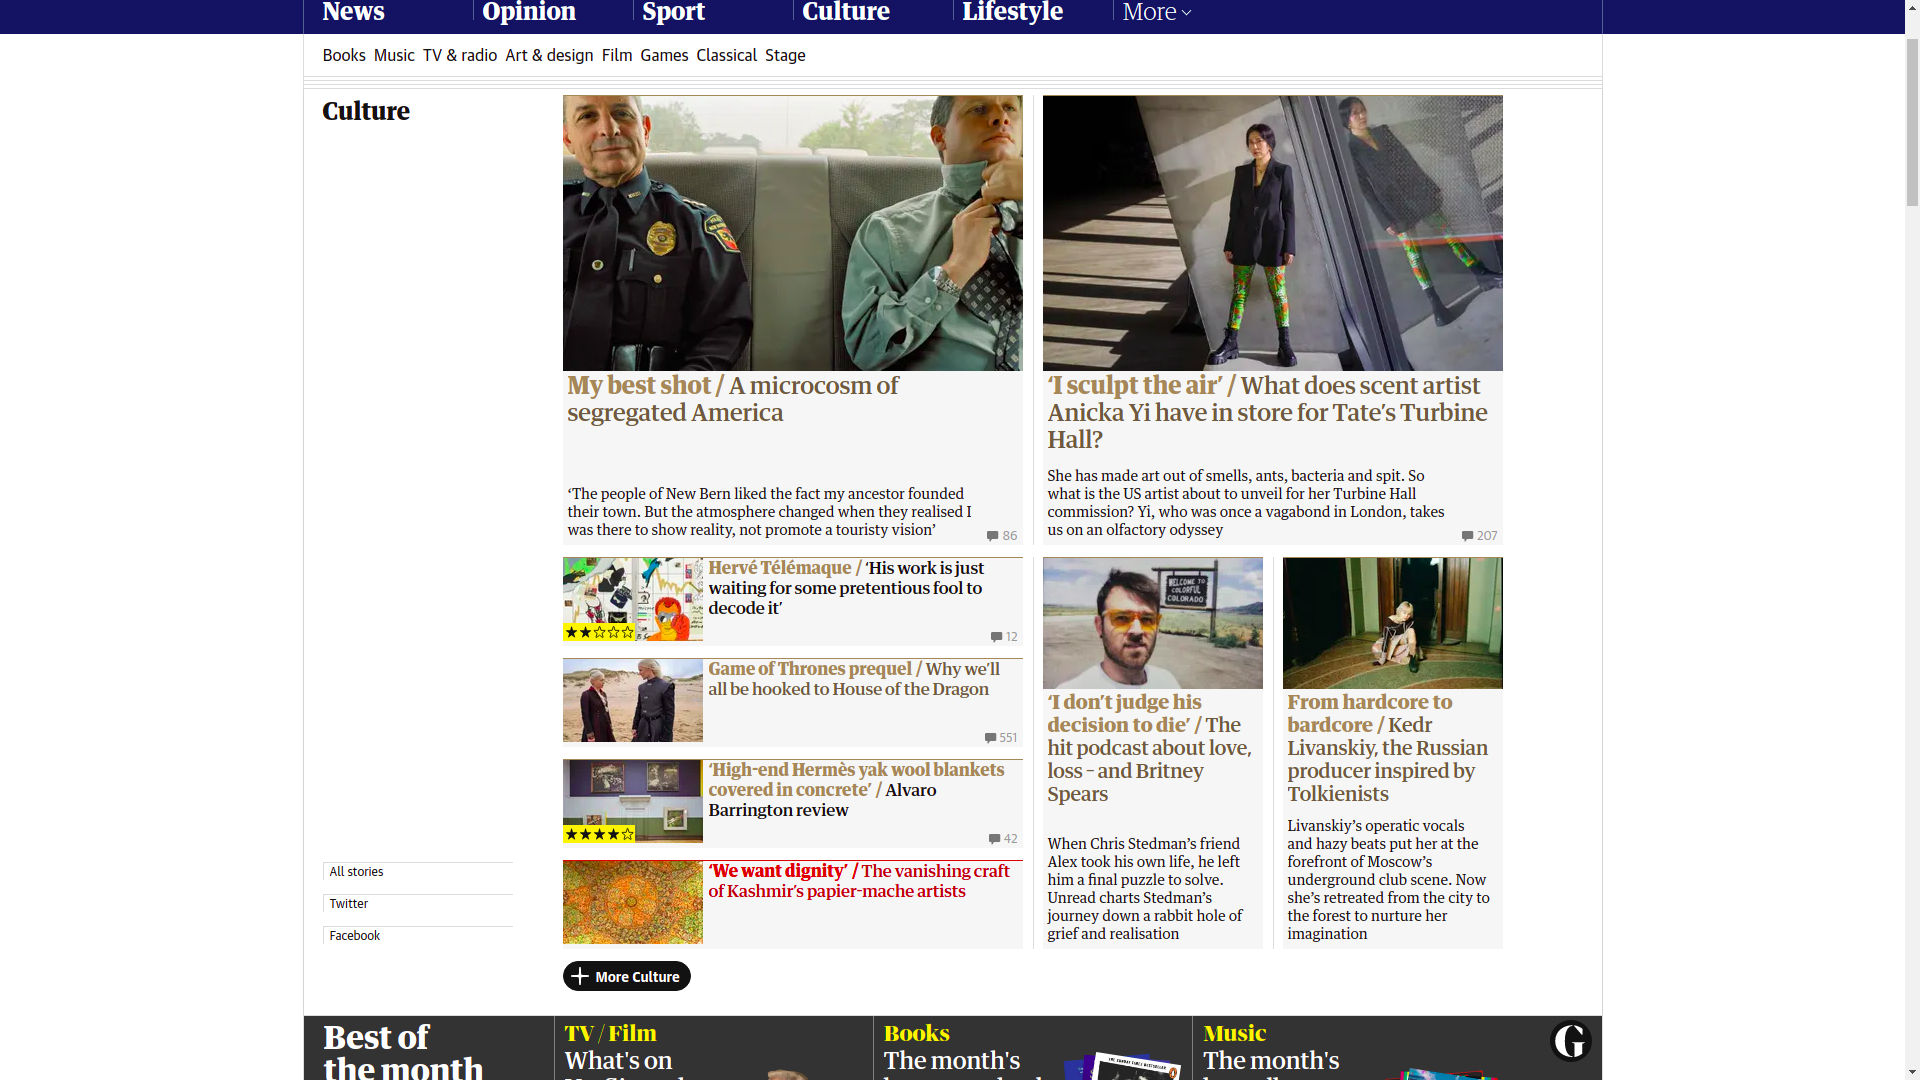 News
Opinion
Sport
Culture
Lifestyle
More
Books Music TV & radio Art & design Film Games Classical Stage
Culture
My best shot / A microcosm of
segregated America
‘The people of New Bern liked the fact my ancestor founded
their town. But the atmosphere changed when they realised I
was there to show reality, not promote a touristy vision’
86
‘I sculpt the air’ / What does scent artist
Anicka Yi have in store for Tate’s Turbine
Hall?
She has made art out of smells, ants, bacteria and spit. So
what is the US artist about to unveil for her Turbine Hall
commission? Yi, who was once a vagabond in London, takes
us on an olfactory odyssey
207
Hervé Télémaque / ‘His work is just
waiting for some pretentious fool to
decode it’
12
Game of Thrones prequel / Why we’ll
all be hooked to House of the Dragon
551
‘High-end Hermès yak wool blankets
covered in concrete’ / Alvaro
Barrington review
42
‘We want dignity’ / The vanishing craft
of Kashmir’s papier-mache artists
WELCOME TO
COLORFUL
COLORADO
‘I don’t judge his
decision to die’ / The
hit podcast about love,
loss – and Britney
Spears
When Chris Stedman’s friend
Alex took his own life, he left
him a final puzzle to solve.
Unread charts Stedman’s
journey down a rabbit hole of
grief and realisation
From hardcore to
bardcore / Kedr
Livanskiy, the Russian
producer inspired by
Tolkienists
Livanskiy’s operatic vocals
and hazy beats put her at the
forefront of Moscow’s
underground club scene. Now
she’s retreated from the city to
the forest to nurture her
imagination
All stories
Twitter
Facebook
More Culture
Best of
the month
TV / Film
What's on
Books
The month's
THE SUNDAY TIMES BESTSELLER
Music
The month's
G